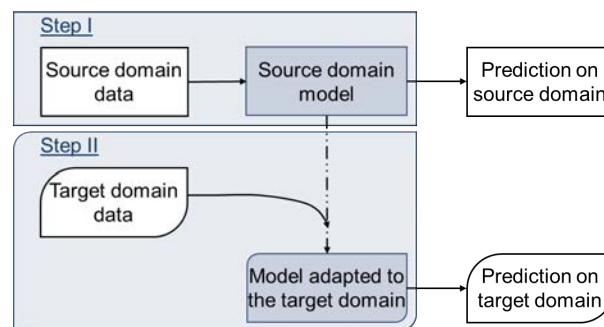 Step I
Source domain
data
Source domain
model
Prediction on
source domain
Step II
Target domain
data
Model adapted to
the target domain
Prediction on
target domain